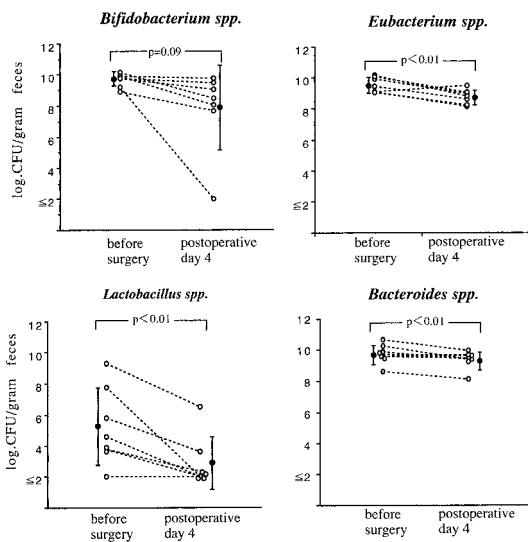 Bifidobacterium spp.
p=0.09
log.CFU/gram feces
12
10
8
6
4
≦2
before surgery
postoperative day 4
Eubacterium spp.
p<0.01
12
10
8
6
4
≦2
before surgery
postoperative day 4
Lactobacillus spp.
p<0.01
log.CFU/gram feces
12
10
8
6
4
≦2
before surgery
postoperative day 4
Bacteroides spp.
p<0.01
12
10
8
6
4
≦2
before surgery
postoperative day 4